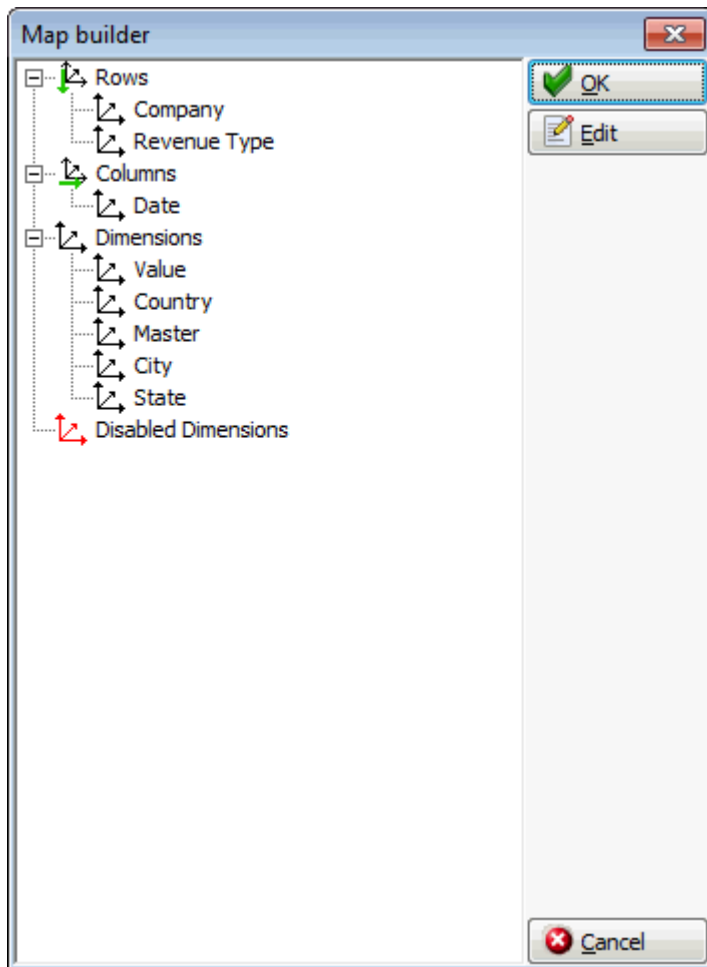 Map builder
Rows
Company
Revenue Type
Columns
Date
Dimensions
Value
Country
Master
City
State
Disabled Dimensions
OK
Edit
Cancel